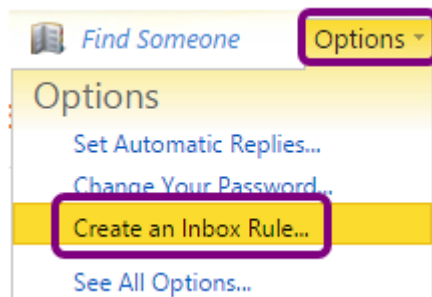 Find Someone Options
Options
Set Automatic Replies...
Change Your Password...
Create an Inbox Rule...
See All Options...